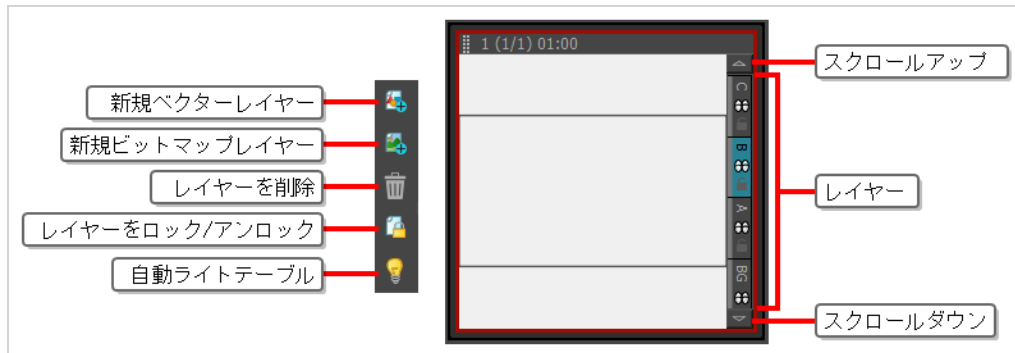 新規ベクターレイヤー
新規ビットマップレイヤー
レイヤーを削除
レイヤーをロック/アンロック
自動ライトテーブル
1 (1/1) 01:00
C
B
A
BG
スクロールアップ
レイヤー
スクロールダウン